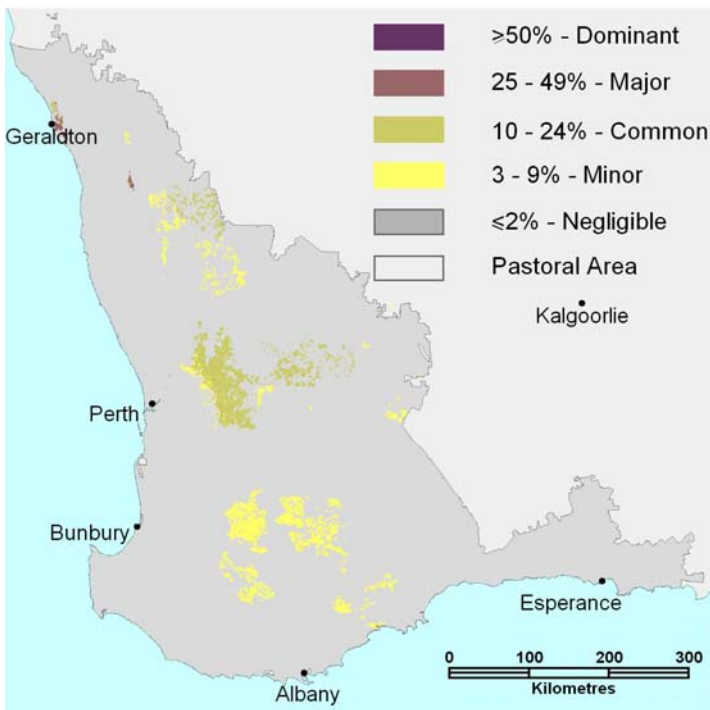 ⩾50% - Dominant
25 - 49% - Major
10 - 24% - Common
3 - 9% - Minor
⩽2% - Negligible
Pastoral Area
Geraldton
Kalgoorlie
Perth
Bunbury
Esperance
Albany
0 100 200 300
Kilometres